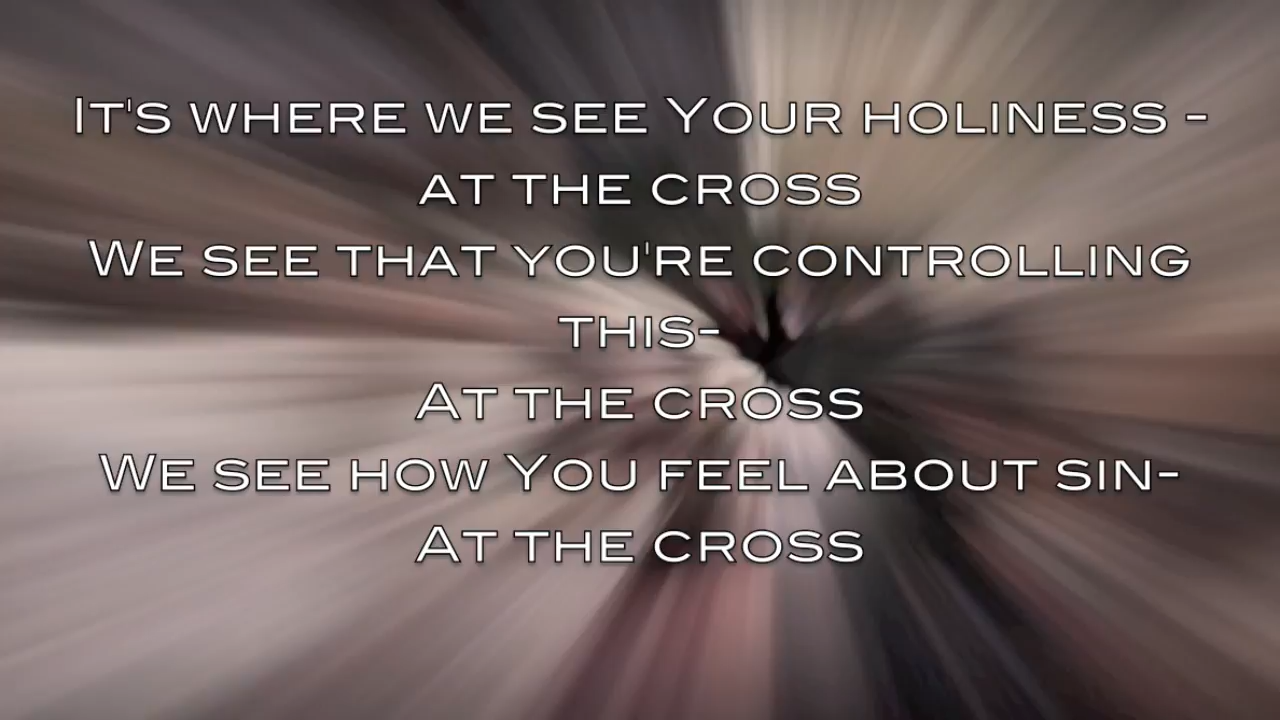 It's where we see Your holiness -
at the cross
We see that you're controlling
this-
At the cross
We see how You feel about sin-
At the cross